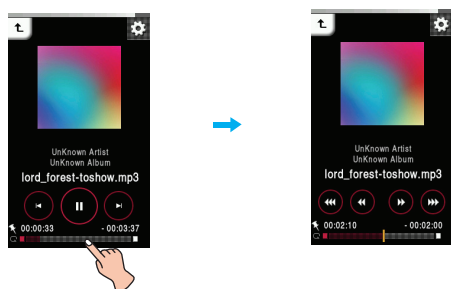 UnKnown Artist
UnKnown Album
lord_forest-toshow.mp3
00:00:33 - 00:03:37
UnKnown Artist
UnKnown Album
lord_forest-toshow.mp3
00:02:10 - 00:02:00